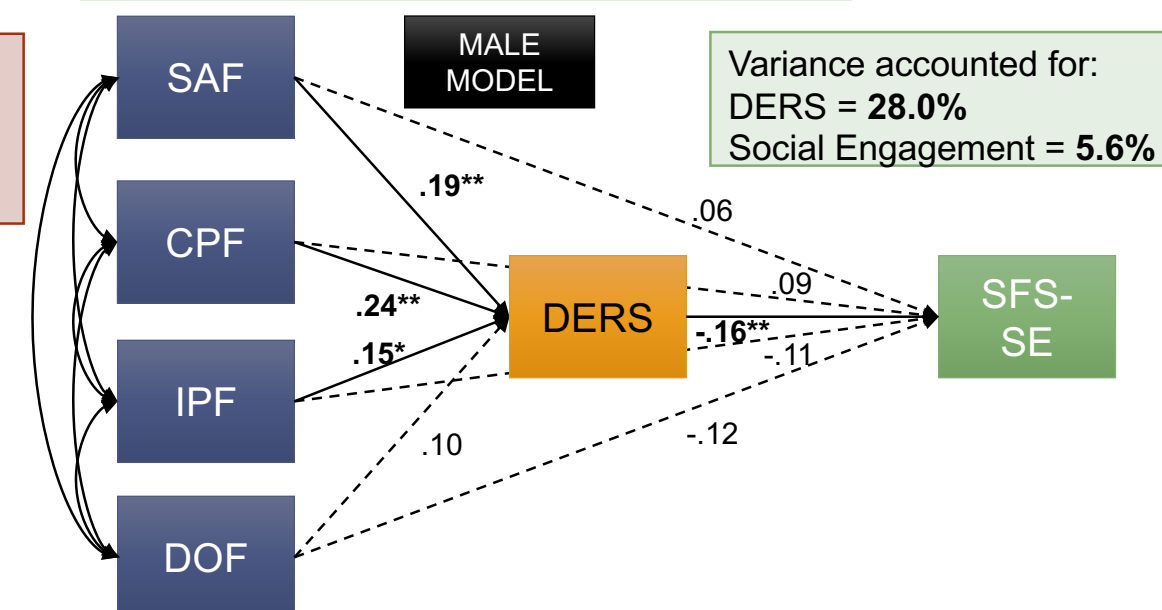 SAF
MALE
MODEL
Variance accounted for:
DERS = 28.0%
Social Engagement = 5.6%
.19**
.06
CPF
.09
.24**
DERS
-.16**
SFS-
SE
.15*
-.11
IPF
.10
-.12
DOF